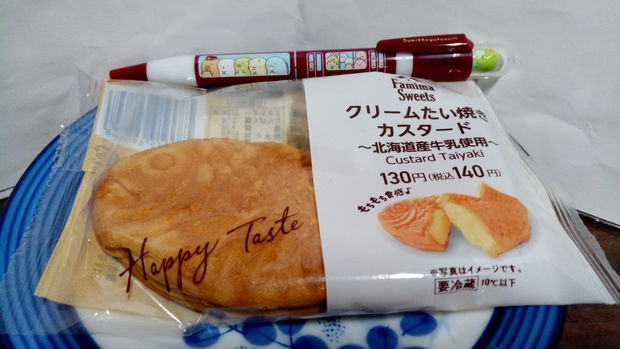 Famima
Sweets
クリームたい焼き
カスタード
～北海道産牛乳使用～
Custard Taiyaki
130円(税込140円)
もちもち食感♪
Happy Taste
※写真はイメージです。
要冷蔵 10℃以下